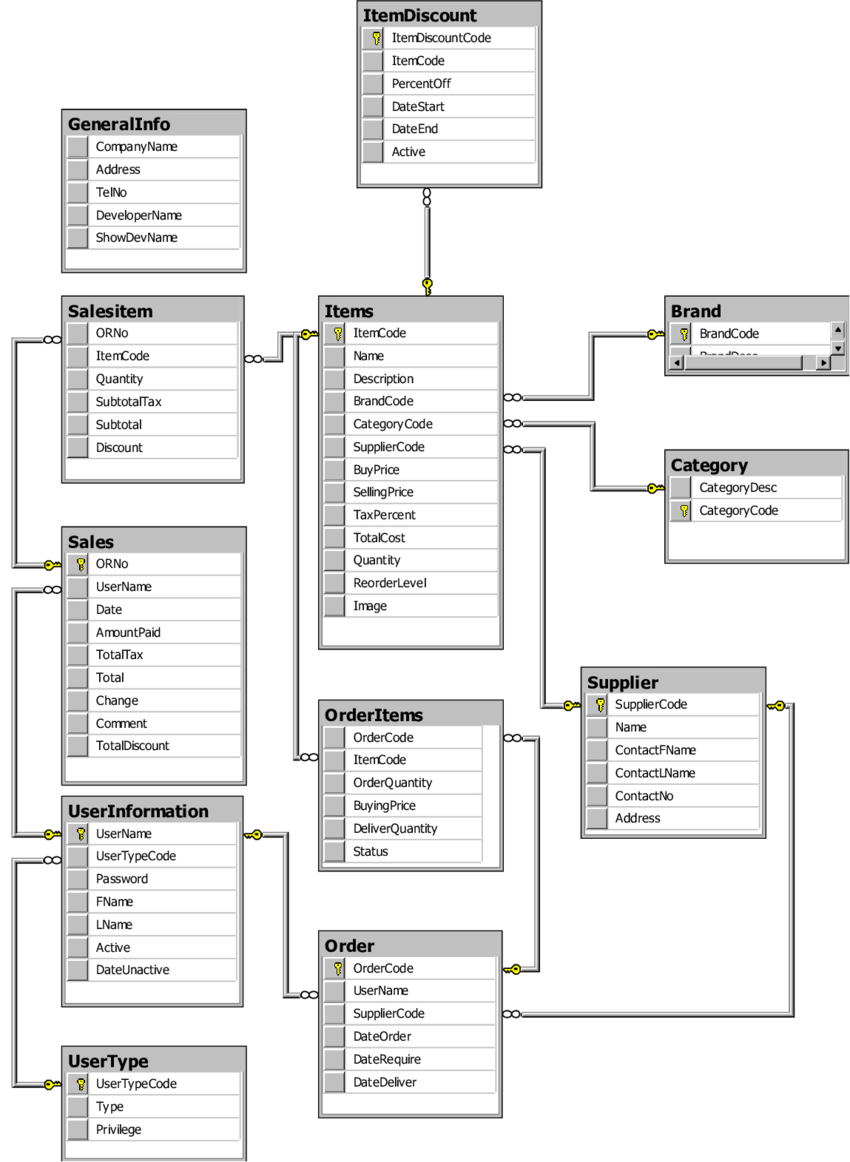 ItemDiscount
ItemDiscountCode
ItemCode
PercentOff
DateStart
DateEnd
Active
GeneralInfo
CompanyName
Address
TelNo
DeveloperName
ShowDevName
Salesitem
ORNo
ItemCode
Quantity
SubtotalTax
Subtotal
Discount
Items
ItemCode
Name
Description
BrandCode
CategoryCode
SupplierCode
BuyPrice
SellingPrice
TaxPercent
TotalCost
Quantity
ReorderLevel
Image
Brand
BrandCode
BrandDesc
Category
CategoryDesc
CategoryCode
Sales
ORNo
UserName
Date
AmountPaid
TotalTax
Total
Change
Comment
TotalDiscount
OrderItems
OrderCode
ItemCode
OrderQuantity
BuyingPrice
DeliverQuantity
Status
Supplier
SupplierCode
Name
ContactFName
ContactLName
ContactNo
Address
UserInformation
UserName
UserTypeCode
Password
FName
LName
Active
DateUnactive
Order
OrderCode
UserName
SupplierCode
DateOrder
DateRequire
DateDeliver
UserType
UserTypeCode
Type
Privilege